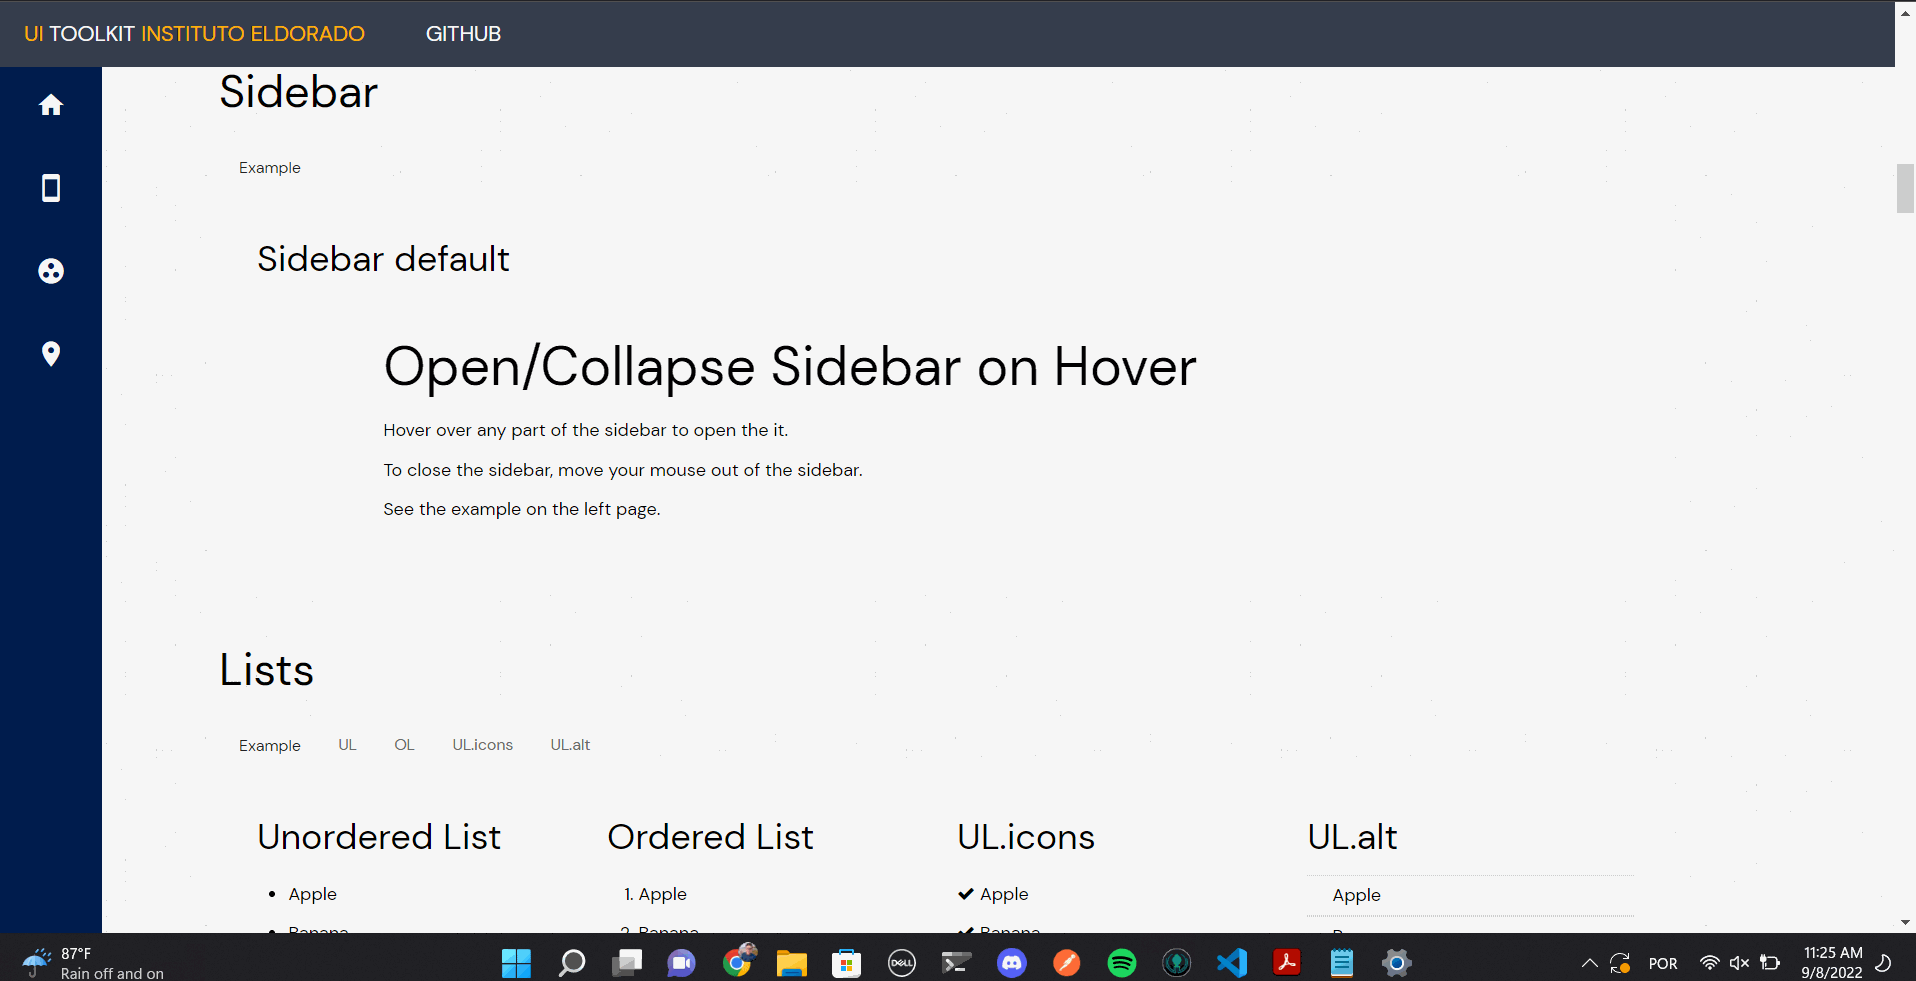 UI TOOLKIT INSTITUTO ELDORADO GITHUB
Sidebar
Example
Sidebar default
Open/Collapse Sidebar on Hover
Hover over any part of the sidebar to open the it.
To close the sidebar, move your mouse out of the sidebar.
See the example on the left page.
Lists
Example UL OL UL.icons UL.alt
Unordered List Ordered List UL.icons UL.alt
• Apple 1. Apple Apple Apple
• Banana 2. Banana Banana
87°F
Rain off and on
DELL
POR
11:25 AM
9/8/2022